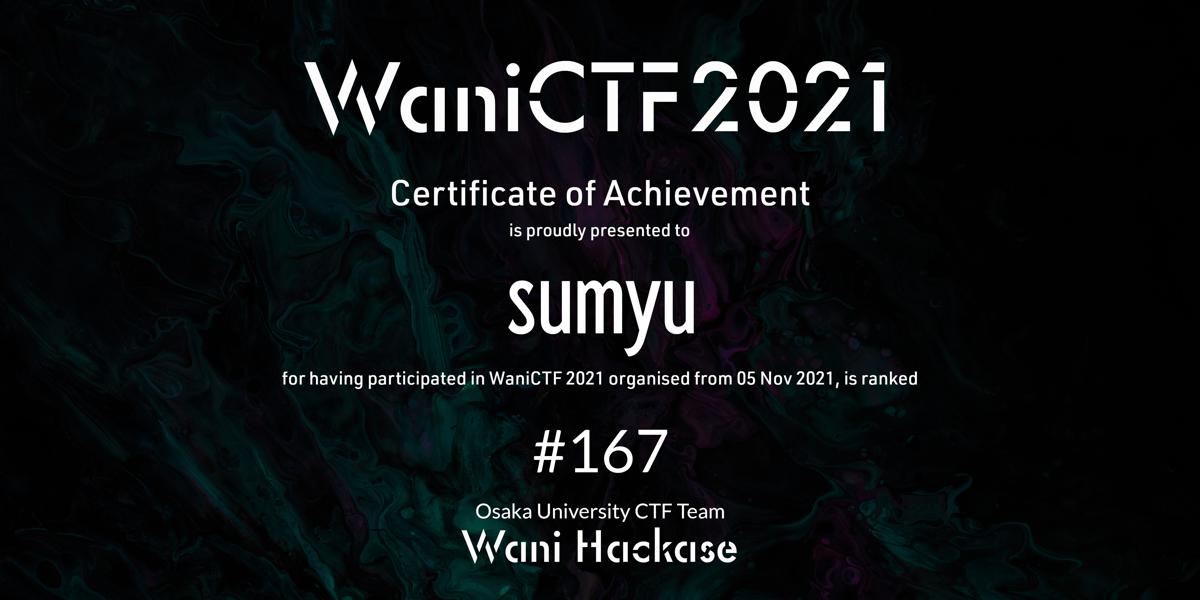 WaniCTF2021
Certificate of Achievement
is proudly presented to
sumyu
for having participated in WaniCTF 2021 organised from 05 Nov 2021, is ranked
#167
Osaka University CTF Team
Wani Hackase